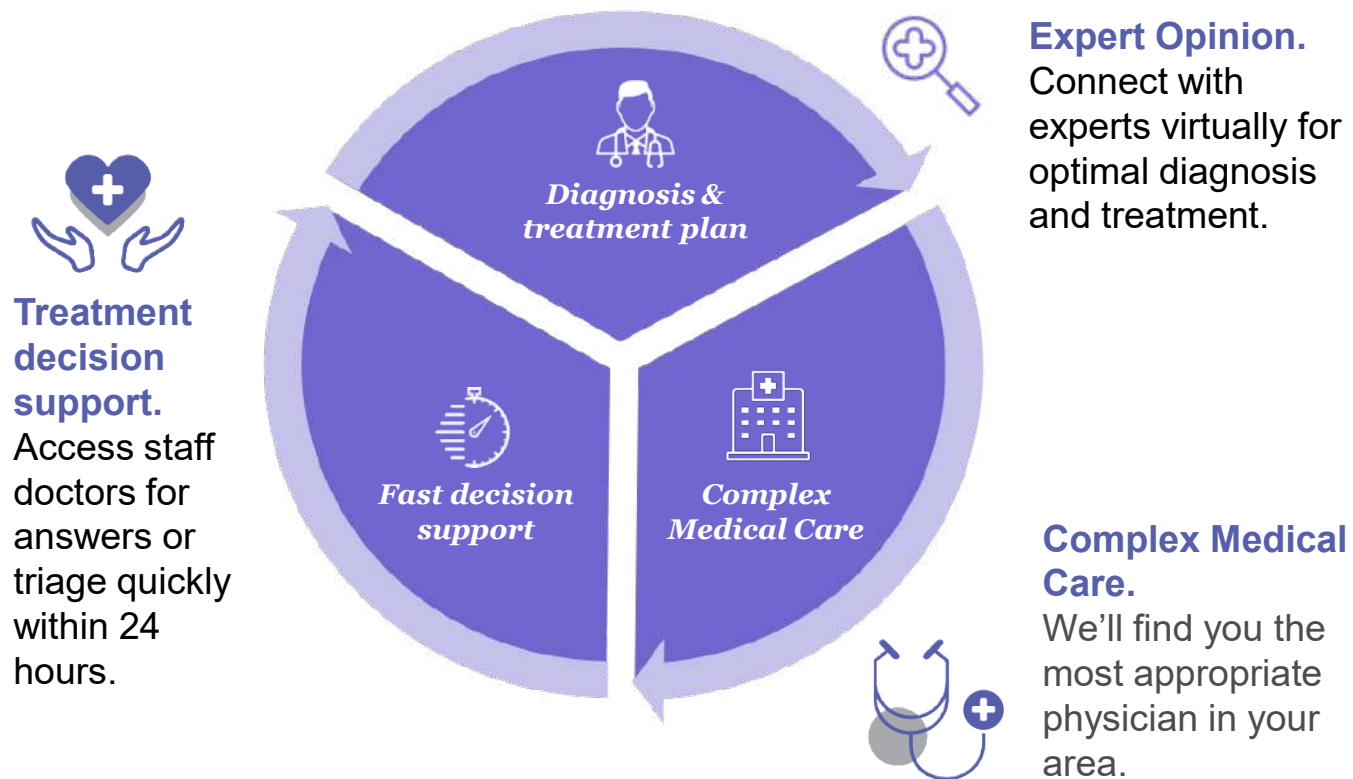 Expert Opinion.
Connect with
experts virtually for
optimal diagnosis
and treatment.
Diagnosis &
treatment plan
Treatment
decision
support.
Access staff
doctors for
answers or
triage quickly
within 24
hours.
Fast decision
support
Complex
Medical Care
Complex Medical
Care.
We’ll find you the
most appropriate
physician in your
area.